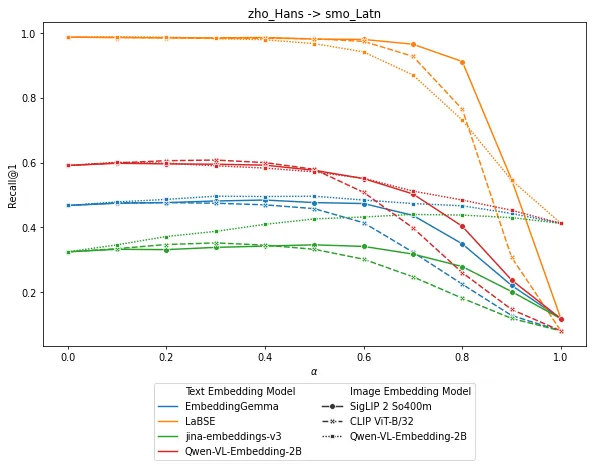 zho_Hans -> smo_Latn
Recall@1
1.0
0.8
0.6
0.4
0.2
0.0 0.2 0.4 0.6 0.8 1.0
α
Text Embedding Model
EmbeddingGemma
LaBSE
jina-embeddings-v3
Qwen-VL-Embedding-2B
Image Embedding Model
SigLIP 2 So400m
CLIP ViT-B/32
Qwen-VL-Embedding-2B